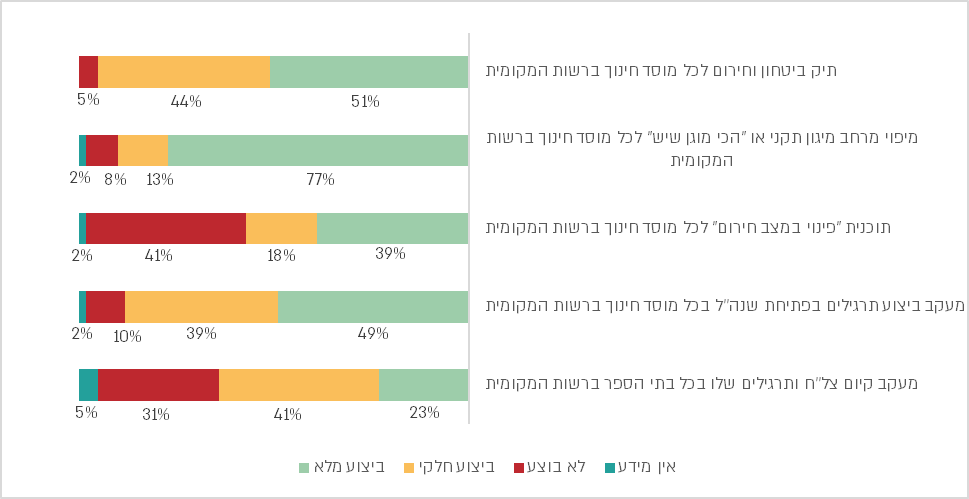 תיק ביטחון וחירום לכל מוסד חינוך ברשות המקומית
51% 44% 5%
מיפוי מרחב מיגון תקני או "הכי מוגן שיש" לכל מוסד חינוך ברשות
המקומית
77% 13% 8% 2%
תוכנית "פינוי במצב חירום" לכל מוסד חינוך ברשות המקומית
39% 18% 41% 2%
מעקב ביצוע תרגילים בפתיחת שנה"ל בכל מוסד חינוך ברשות המקומית
49% 39% 10% 2%
מעקב קיום צל"ח ותרגילים שלו בכל בתי הספר ברשות המקומית
23% 41% 31% 5%
אין מידע לא בוצע ביצוע חלקי ביצוע מלא